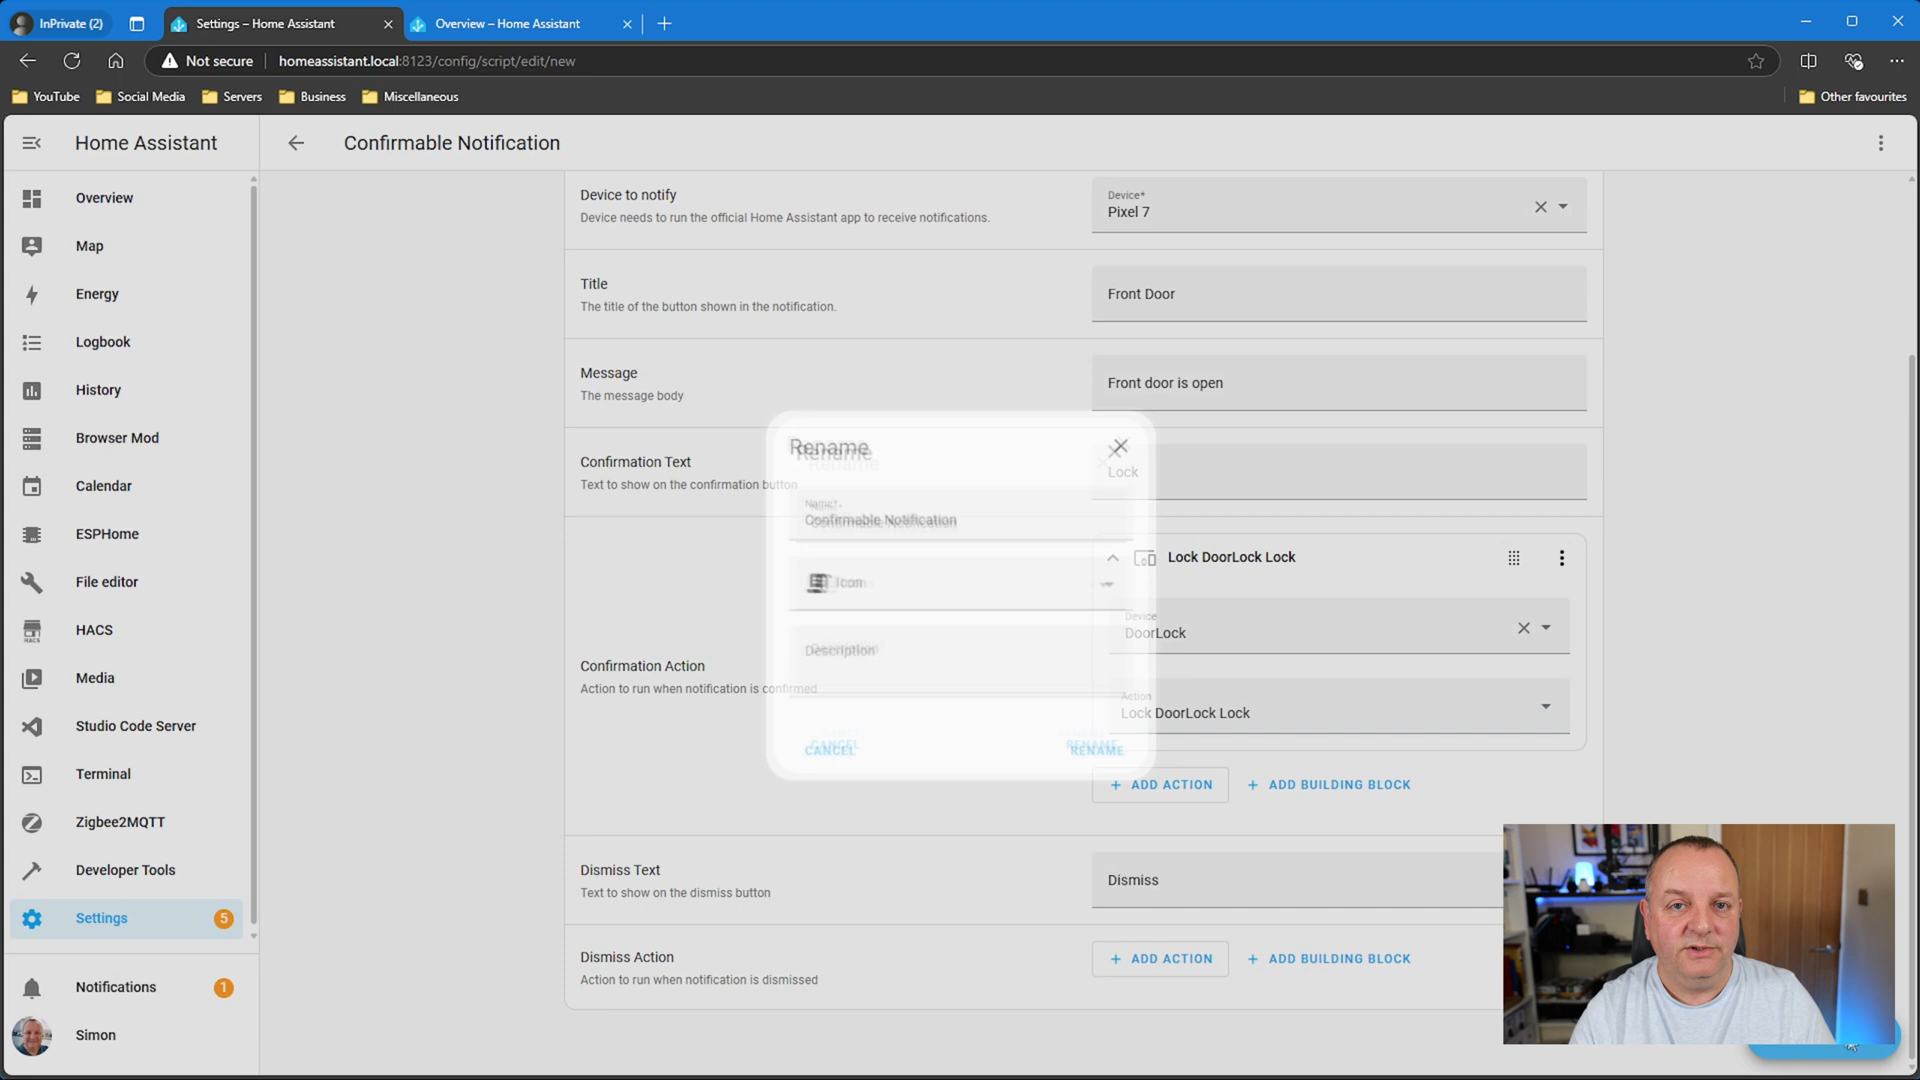 InPrivate (2)
Settings – Home Assistant
Overview – Home Assistant
Not secure
homeassistant.local:8123/config/script/edit/new
YouTube
Social Media
Servers
Business
Miscellaneous
Other favourites
Home Assistant
Confirmable Notification
Overview
Map
Energy
Logbook
History
Browser Mod
Calendar
ESPHome
File editor
HACS
HACS
Media
Studio Code Server
Terminal
Zigbee2MQTT
Developer Tools
Settings
5
Notifications
1
Simon
Device to notify
Device needs to run the official Home Assistant app to receive notifications.
Device*
Pixel 7
Title
The title of the button shown in the notification.
Front Door
Message
The message body
Front door is open
Confirmation Text
Text to show on the confirmation button
Lock
Rename
Name*
Confirmable Notification
Icon
Description
CANCEL
RENAME
Confirmation Action
Action to run when notification is confirmed
Lock DoorLock Lock
Device
DoorLock
Action
Lock DoorLock Lock
ADD ACTION
ADD BUILDING BLOCK
Dismiss Text
Text to show on the dismiss button
Dismiss
Dismiss Action
Action to run when notification is dismissed
ADD ACTION
ADD BUILDING BLOCK